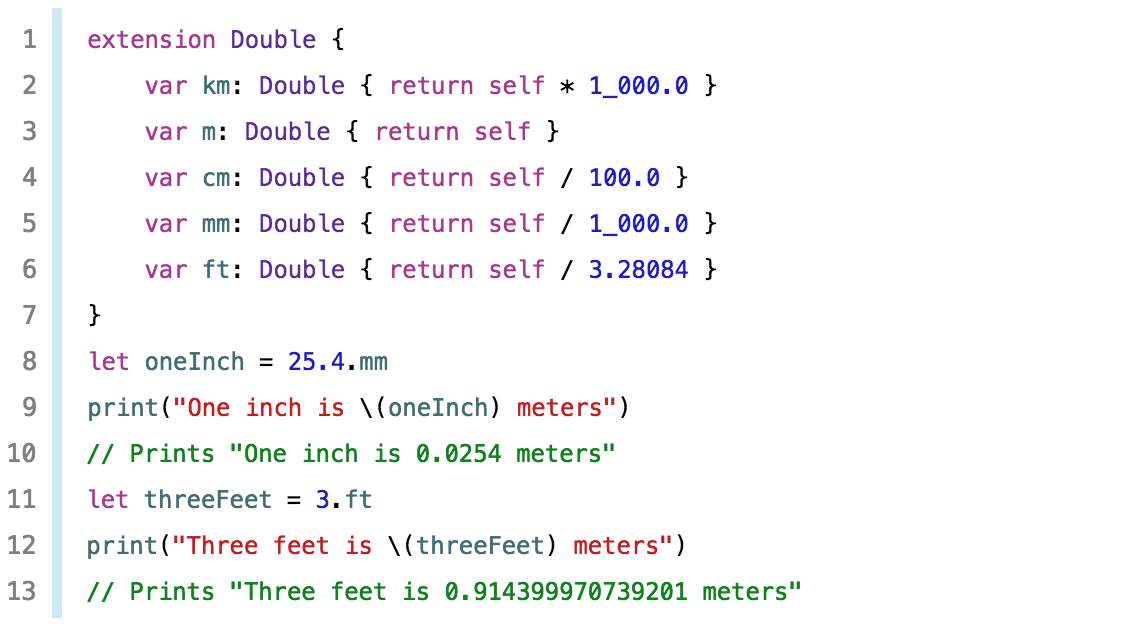 1 extension Double {
2 var km: Double { return self * 1_000.0 }
3 var m: Double { return self }
4 var cm: Double { return self / 100.0 }
5 var mm: Double { return self / 1_000.0 }
6 var ft: Double { return self / 3.28084 }
7 }
8 let oneInch = 25.4.mm
9 print("One inch is \(oneInch) meters")
10 // Prints "One inch is 0.0254 meters"
11 let threeFeet = 3.ft
12 print("Three feet is \(threeFeet) meters")
13 // Prints "Three feet is 0.914399970739201 meters"